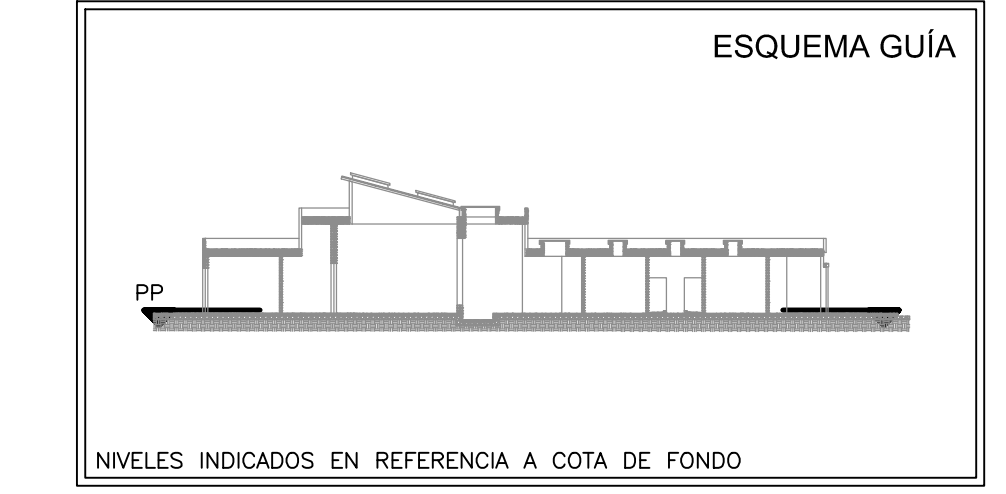 ESQUEMA GUÍA
PP
NIVELES INDICADOS EN REFERENCIA A COTA DE FONDO